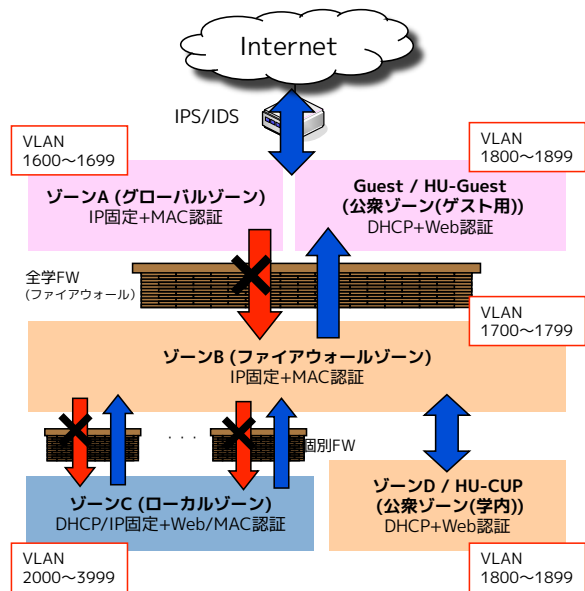 Internet
IPS/IDS
VLAN
1600〜1699
VLAN
1800〜1899
ゾーンA (グローバルゾーン)
IP固定+MAC認証
Guest / HU-Guest
(公衆ゾーン(ゲスト用))
DHCP+Web認証
全学FW
(ファイアウォール)
VLAN
1700〜1799
ゾーンB (ファイアウォールゾーン)
IP固定+MAC認証
・・・
個別FW
ゾーンC (ローカルゾーン)
DHCP/IP固定+Web/MAC認証
ゾーンD / HU-CUP
(公衆ゾーン(学内))
DHCP+Web認証
VLAN
2000〜3999
VLAN
1800〜1899